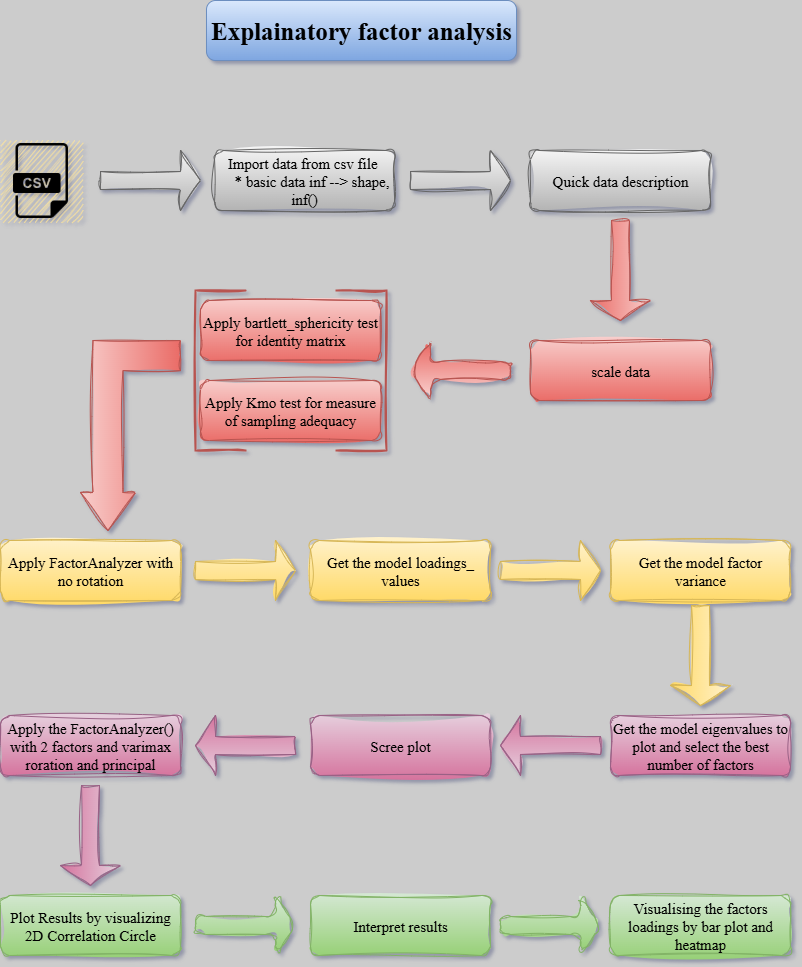 Explainatory factor analysis
CSV
Import data from csv file
* basic data inf --> shape,
inf()
Quick data description
scale data
Apply bartlett_sphericity test
for identity matrix
Apply Kmo test for measure
of sampling adequacy
Apply FactorAnalyzer with
no rotation
Get the model loadings_
values
Get the model factor
variance
Get the model eigenvalues to
plot and select the best
number of factors
Scree plot
Apply the FactorAnalyzer()
with 2 factors and varimax
roration and principal
Plot Results by visualizing
2D Correlation Circle
Interpret results
Visualising the factors
loadings by bar plot and
heatmap